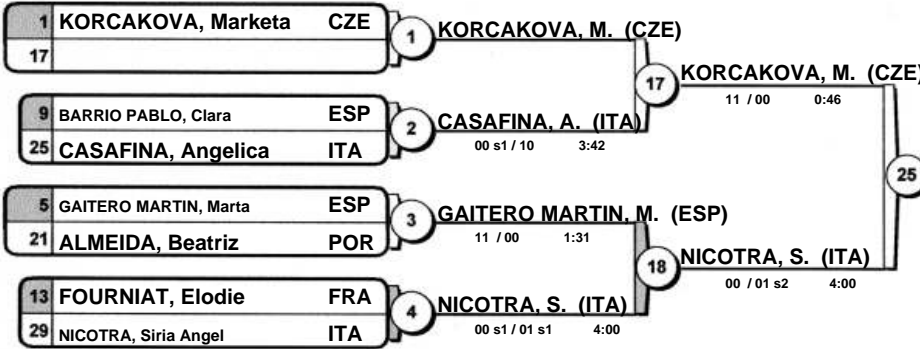 1 KORCAKOVA, Marketa CZE
17
1
KORCAKOVA, M. (CZE)
9 BARRIO PABLO, Clara ESP
25 CASAFINA, Angelica ITA
2
CASAFINA, A. (ITA)
00 s1 / 10 3:42
17
KORCAKOVA, M. (CZE)
11 / 00 0:46
5 GAITERO MARTIN, Marta ESP
21 ALMEIDA, Beatriz POR
3
GAITERO MARTIN, M. (ESP)
11 / 00 1:31
13 FOURNIAT, Elodie FRA
29 NICOTRA, Siria Angel ITA
4
NICOTRA, S. (ITA)
00 s1 / 01 s1 4:00
18
NICOTRA, S. (ITA)
00 / 01 s2 4:00
25